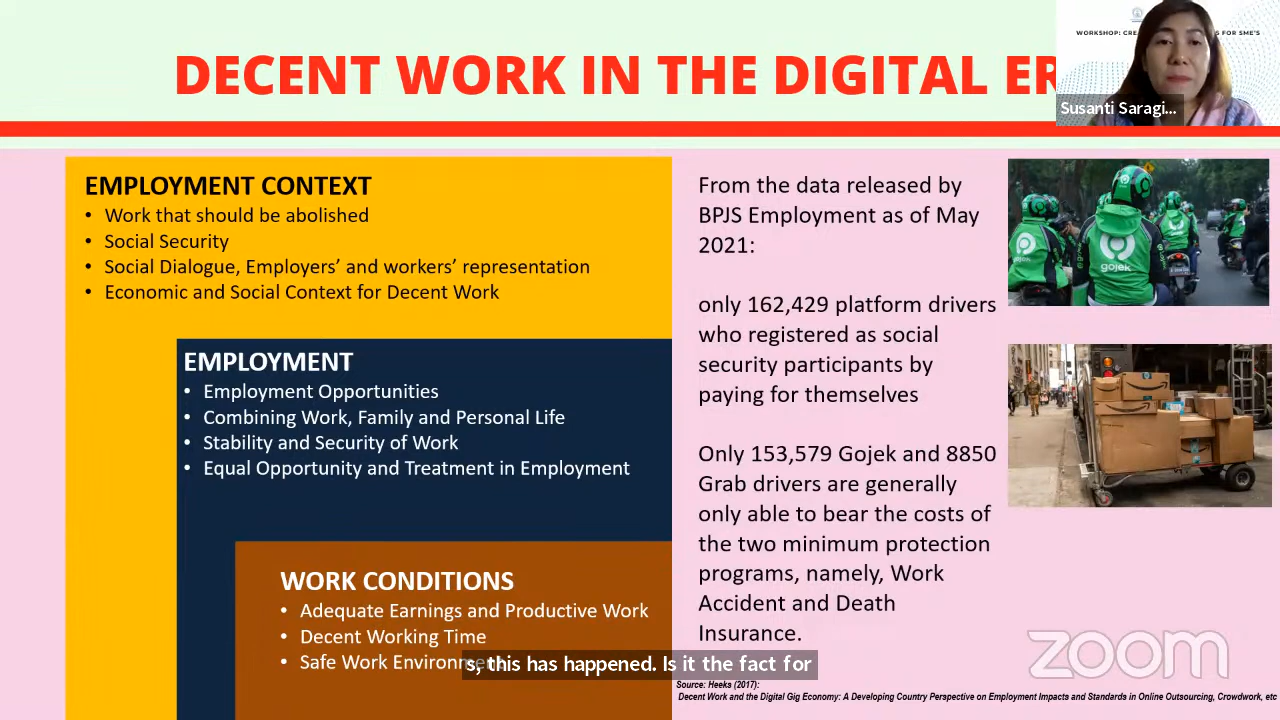 DECENT WORK IN THE DIGITAL ER
WORKSHOP: CRE
S FOR SME'S
Susanti Saragi...
EMPLOYMENT CONTEXT
• Work that should be abolished
• Social Security
• Social Dialogue, Employers' and workers' representation
• Economic and Social Context for Decent Work
EMPLOYMENT
• Employment Opportunities
• Combining Work, Family and Personal Life
• Stability and Security of Work
• Equal Opportunity and Treatment in Employment
WORK CONDITIONS
• Adequate Earnings and Productive Work
• Decent Working Time
• Safe Work Environm
From the data released by
BPJS Employment as of May
2021:
only 162,429 platform drivers
who registered as social
security participants by
paying for themselves
Only 153,579 Gojek and 8850
Grab drivers are generally
only able to bear the costs of
the two minimum protection
programs, namely, Work
Accident and Death
Insurance.
gojek
zoom
s, this has happened. Is it the fact for
Source: Heeks (2017):
Decent Work and the Digital Gig Economy: A Developing Country Perspective on Employment Impacts and Standards in Online Outsourcing, Crowdwork, etc